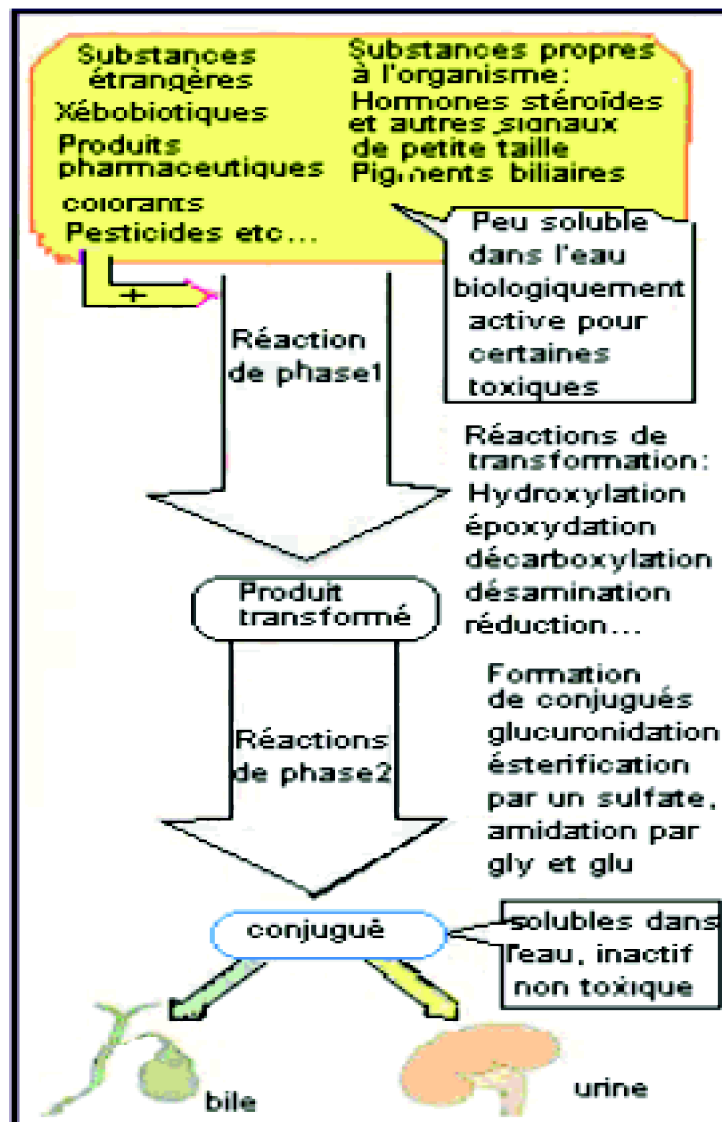 Substances
étrangères
Xébobiotiques
Produits
pharmaceutiques
colorants
Pesticides etc...
Substances propres
à l'organisme:
Hormones stéroïdes
et autres signaux
de petite taille
Pigments biliaires
Peu soluble
dans l'eau
biologiquement
active pour
certaines
toxiques
+
Réaction
de phase1
Réactions de
transformation:
Hydroxylation
époxydation
décarboxylation
désamination
réduction...
Produit
transformé
Réactions
de phase2
Formation
de conjugués
glucuronidation
ésterification
par un sulfate,
amidation par
gly et glu
conjugué
solubles dans
l'eau, inactif
non toxique
bile
urine